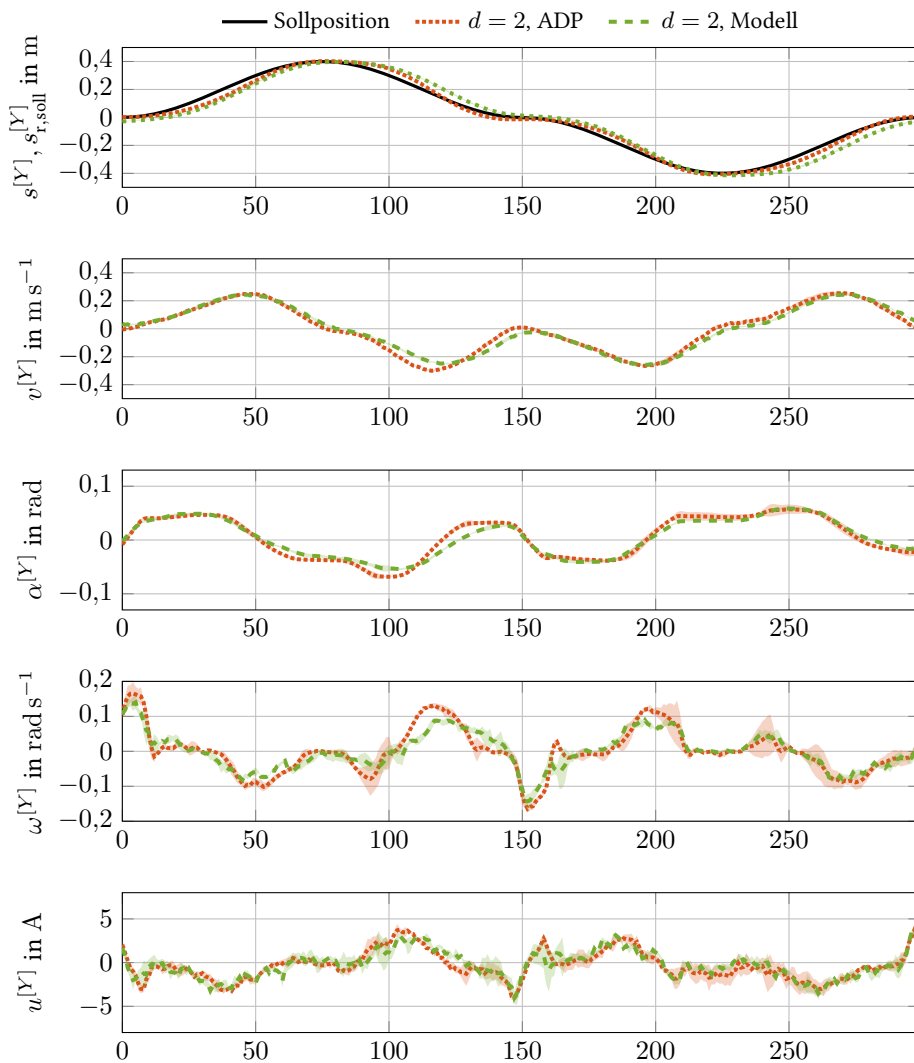 Sollposition d = 2, ADP d = 2, Modell
s^[Y], s^[Y]_r,soll in m
0,4
0,2
0
−0,2
−0,4
0 50 100 150 200 250
v^[Y] in m s⁻¹
0,4
0,2
0
−0,2
−0,4
0 50 100 150 200 250
α^[Y] in rad
0,1
0
−0,1
0 50 100 150 200 250
ω^[Y] in rad s⁻¹
0,2
0,1
0
−0,1
−0,2
0 50 100 150 200 250
u^[Y] in A
5
0
−5
0 50 100 150 200 250